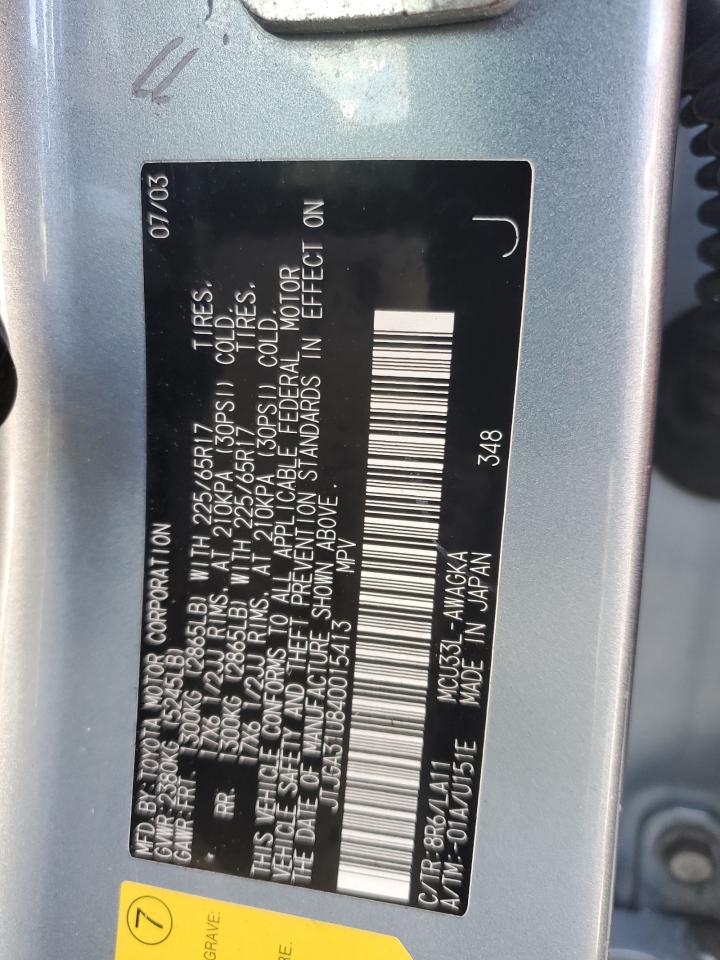 MFD. BY: TOYOTA MOTOR CORPORATION 07/03
GVWR: 2380KG (5245LB)
GAWR: FRT. 1300KG (2865LB) WITH 225/65R17 TIRES,
17X6 1/2JJ RIMS, AT 210KPA (30PSI) COLD.
RR. 1300KG (2865LB) WITH 225/65R17 TIRES,
17X6 1/2JJ RIMS, AT 210KPA (30PSI) COLD.
THIS VEHICLE CONFORMS TO ALL APPLICABLE FEDERAL MOTOR
VEHICLE SAFETY AND THEFT PREVENTION STANDARDS IN EFFECT ON
THE DATE OF MANUFACTURE SHOWN ABOVE.
JTJGA31U840015413 MPV
C/TR: 8R6/LA11 MCU33L-AWAGKA 348
A/TM: -01A/U151E MADE IN JAPAN J
7
GRAVE:
RE.